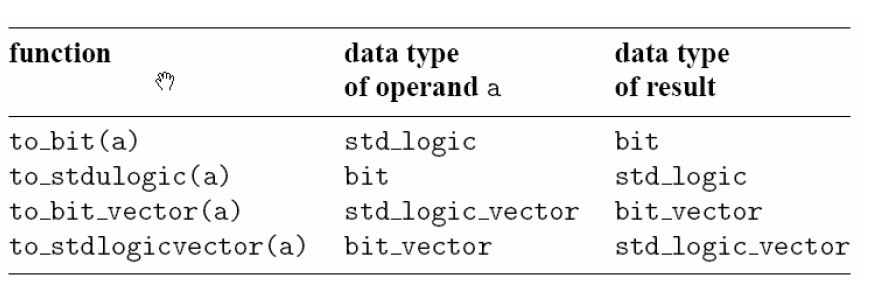 function data type data type
of operand a of result
to_bit(a) std_logic bit
to_stdulogic(a) bit std_logic
to_bit_vector(a) std_logic_vector bit_vector
to_stdlogicvector(a) bit_vector std_logic_vector